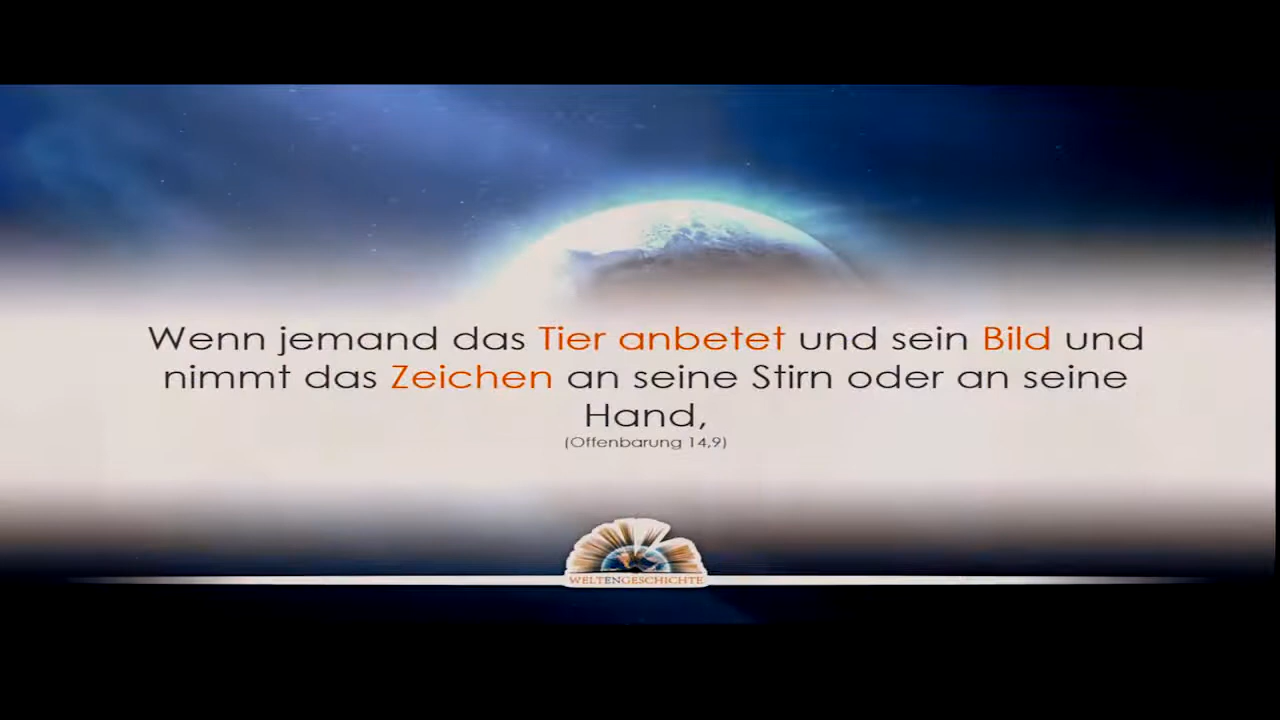 Wenn jemand das Tier anbetet und sein Bild und
nimmt das Zeichen an seine Stirn oder an seine
Hand,
(Offenbarung 14,9)
WELTENGESCHICHTE